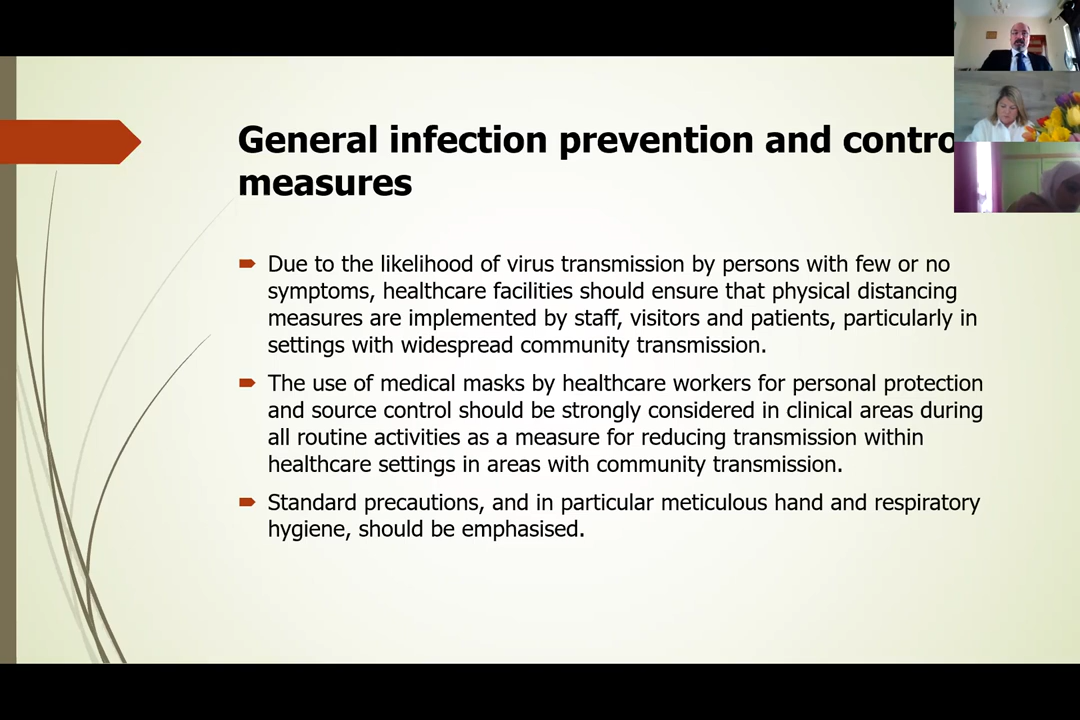 General infection prevention and contro
measures
Due to the likelihood of virus transmission by persons with few or no
symptoms, healthcare facilities should ensure that physical distancing
measures are implemented by staff, visitors and patients, particularly in
settings with widespread community transmission.
The use of medical masks by healthcare workers for personal protection
and source control should be strongly considered in clinical areas during
all routine activities as a measure for reducing transmission within
healthcare settings in areas with community transmission.
Standard precautions, and in particular meticulous hand and respiratory
hygiene, should be emphasised.